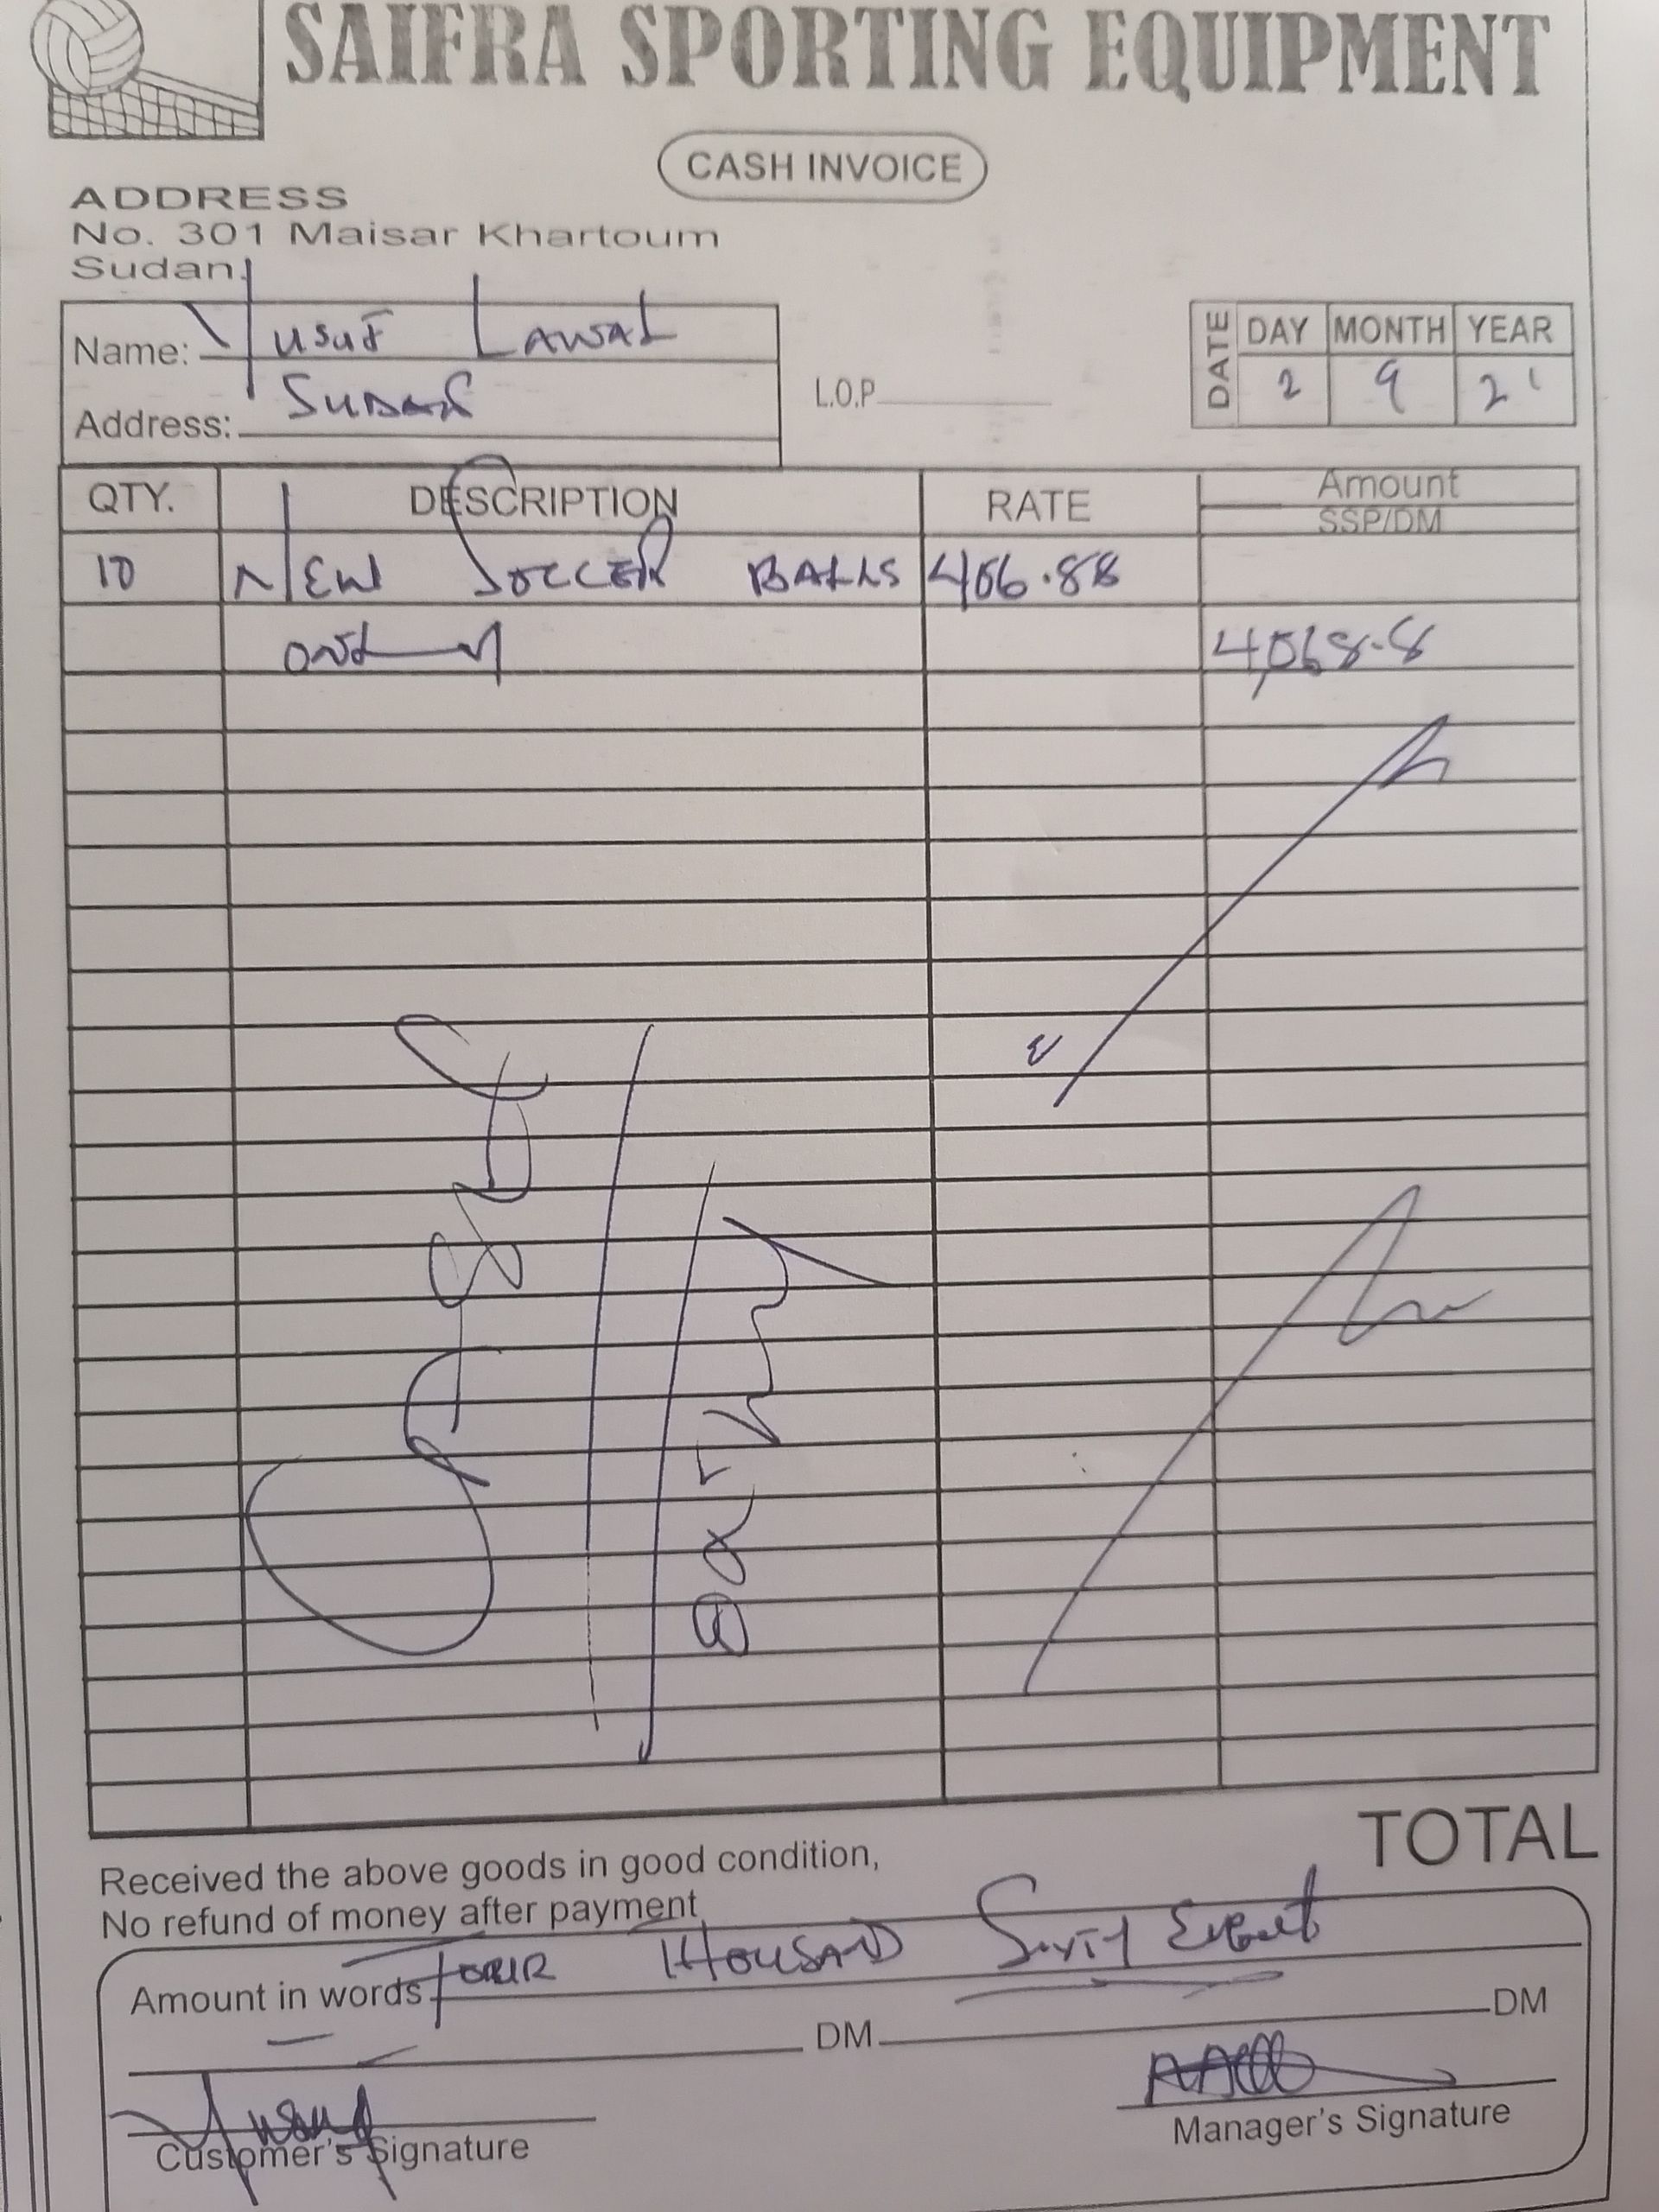 SAIFRA SPORTING EQUIPMENT
CASH INVOICE
ADDRESS
No. 301 Maisar Khartoum
Sudan.
Name: Yusuf Lawal
Address: Sudan
L.O.P
DATE DAY MONTH YEAR
2 9 21
QTY. DESCRIPTION RATE Amount
SSP/DM
10 NEW SOCCER BALLS 406.88
only 4,068.8
TOTAL
Received the above goods in good condition,
No refund of money after payment
Amount in words Four Thousand Sixty Eight
DM DM
Customer's Signature
Manager's Signature